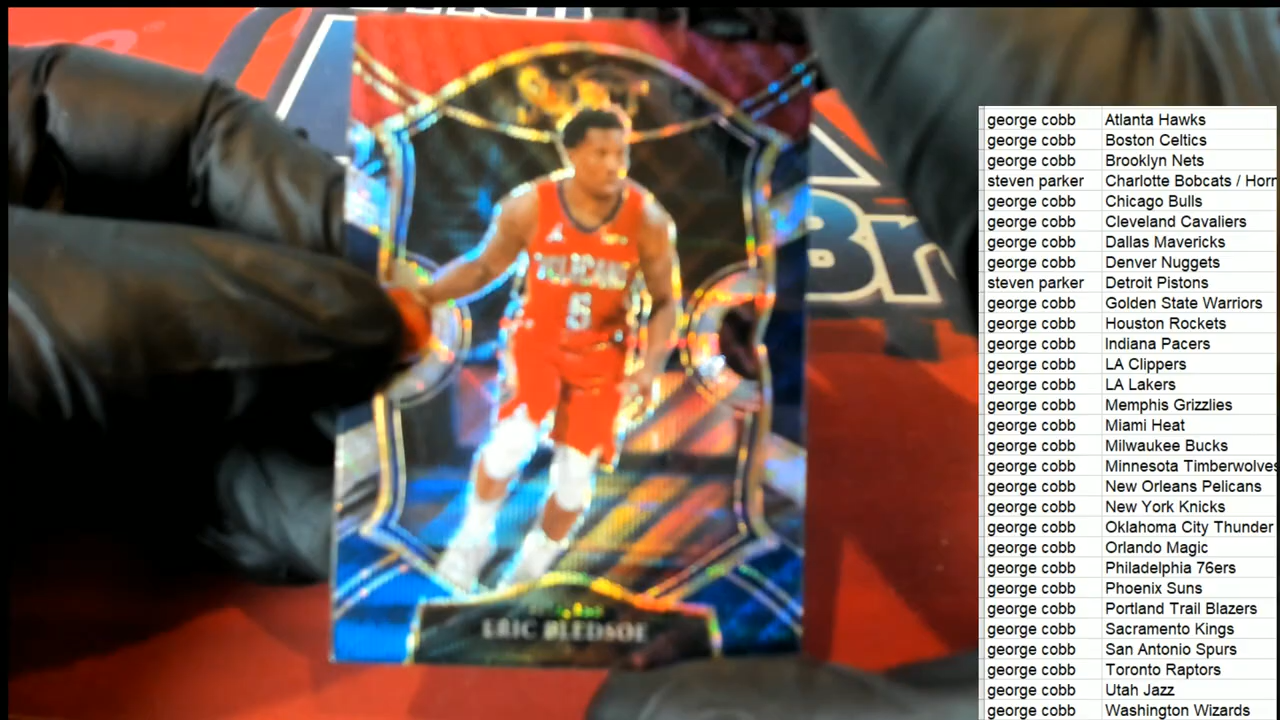 PELICANS
5
ERIC BLEDSOE
Br
george cobb Atlanta Hawks
george cobb Boston Celtics
george cobb Brooklyn Nets
steven parker Charlotte Bobcats / Horn
george cobb Chicago Bulls
george cobb Cleveland Cavaliers
george cobb Dallas Mavericks
george cobb Denver Nuggets
steven parker Detroit Pistons
george cobb Golden State Warriors
george cobb Houston Rockets
george cobb Indiana Pacers
george cobb LA Clippers
george cobb LA Lakers
george cobb Memphis Grizzlies
george cobb Miami Heat
george cobb Milwaukee Bucks
george cobb Minnesota Timberwolves
george cobb New Orleans Pelicans
george cobb New York Knicks
george cobb Oklahoma City Thunder
george cobb Orlando Magic
george cobb Philadelphia 76ers
george cobb Phoenix Suns
george cobb Portland Trail Blazers
george cobb Sacramento Kings
george cobb San Antonio Spurs
george cobb Toronto Raptors
george cobb Utah Jazz
george cobb Washington Wizards